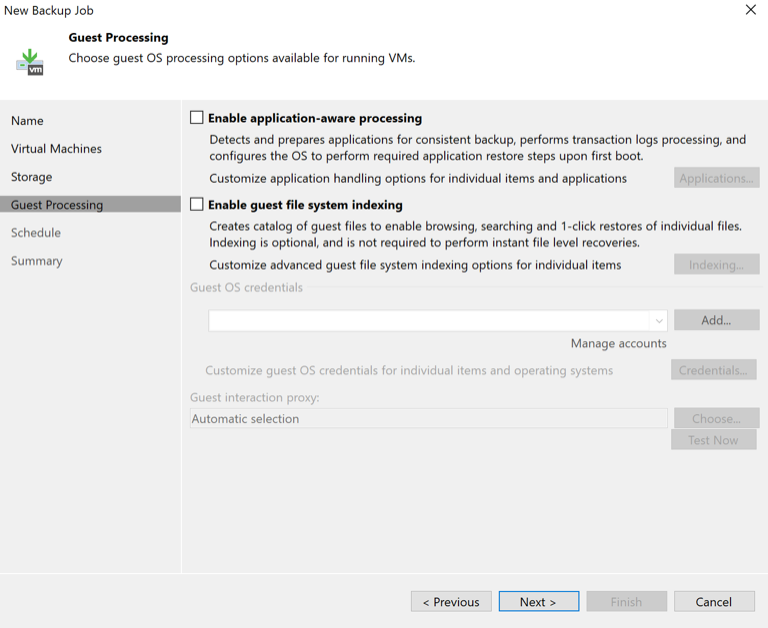 New Backup Job
Guest Processing
Choose guest OS processing options available for running VMs.
vm
Name
Virtual Machines
Storage
Guest Processing
Schedule
Summary
Enable application-aware processing
Detects and prepares applications for consistent backup, performs transaction logs processing, and
configures the OS to perform required application restore steps upon first boot.
Customize application handling options for individual items and applications
Applications...
Enable guest file system indexing
Creates catalog of guest files to enable browsing, searching and 1-click restores of individual files.
Indexing is optional, and is not required to perform instant file level recoveries.
Customize advanced guest file system indexing options for individual items
Indexing...
Guest OS credentials
Add...
Manage accounts
Customize guest OS credentials for individual items and operating systems
Credentials...
Guest interaction proxy:
Automatic selection
Choose...
Test Now
< Previous
Next >
Finish
Cancel